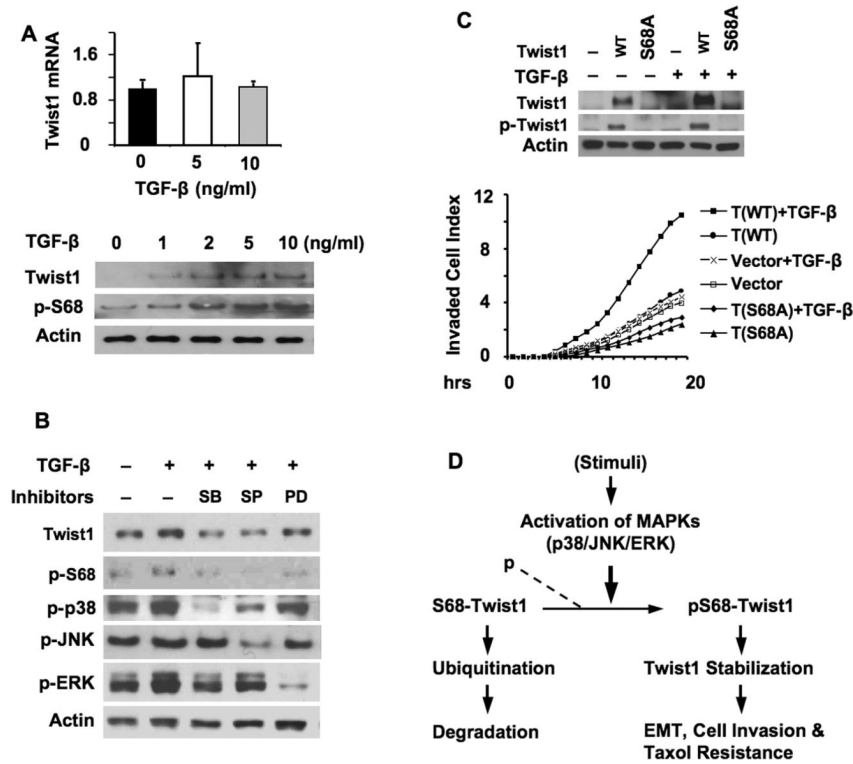 A
Twist1 mRNA
1.6
1.2
0.8
0.4
0
0 5 10
TGF-β (ng/ml)
TGF-β 0 1 2 5 10 (ng/ml)
Twist1
p-S68
Actin
B
TGF-β – + + + +
Inhibitors – – SB SP PD
Twist1
p-S68
p-p38
p-JNK
p-ERK
Actin
C
Twist1 – WT S68A – WT S68A
TGF-β – – – + + +
Twist1
p-Twist1
Actin
Invaded Cell Index
12
8
4
0
hrs 0 10 20
T(WT)+TGF-β
T(WT)
Vector+TGF-β
Vector
T(S68A)+TGF-β
T(S68A)
D
(Stimuli)
Activation of MAPKs
(p38/JNK/ERK)
p
S68-Twist1 pS68-Twist1
Ubiquitination Twist1 Stabilization
Degradation EMT, Cell Invasion &
Taxol Resistance